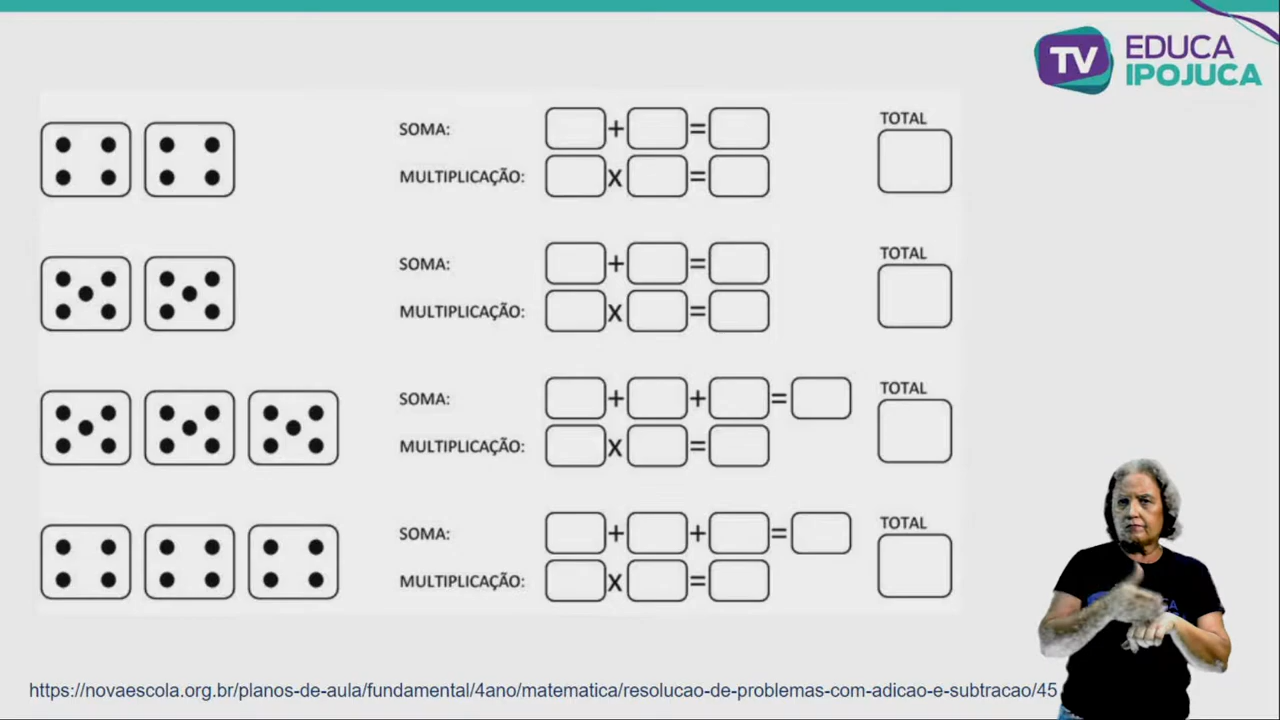 TV EDUCA
IPOJUCA
SOMA: + =
MULTIPLICAÇÃO: X =
TOTAL
SOMA: + =
MULTIPLICAÇÃO: X =
TOTAL
SOMA: + + =
MULTIPLICAÇÃO: X =
TOTAL
SOMA: + + =
MULTIPLICAÇÃO: X =
TOTAL
https://novaescola.org.br/planos-de-aula/fundamental/4ano/matematica/resolucao-de-problemas-com-adicao-e-subtracao/45